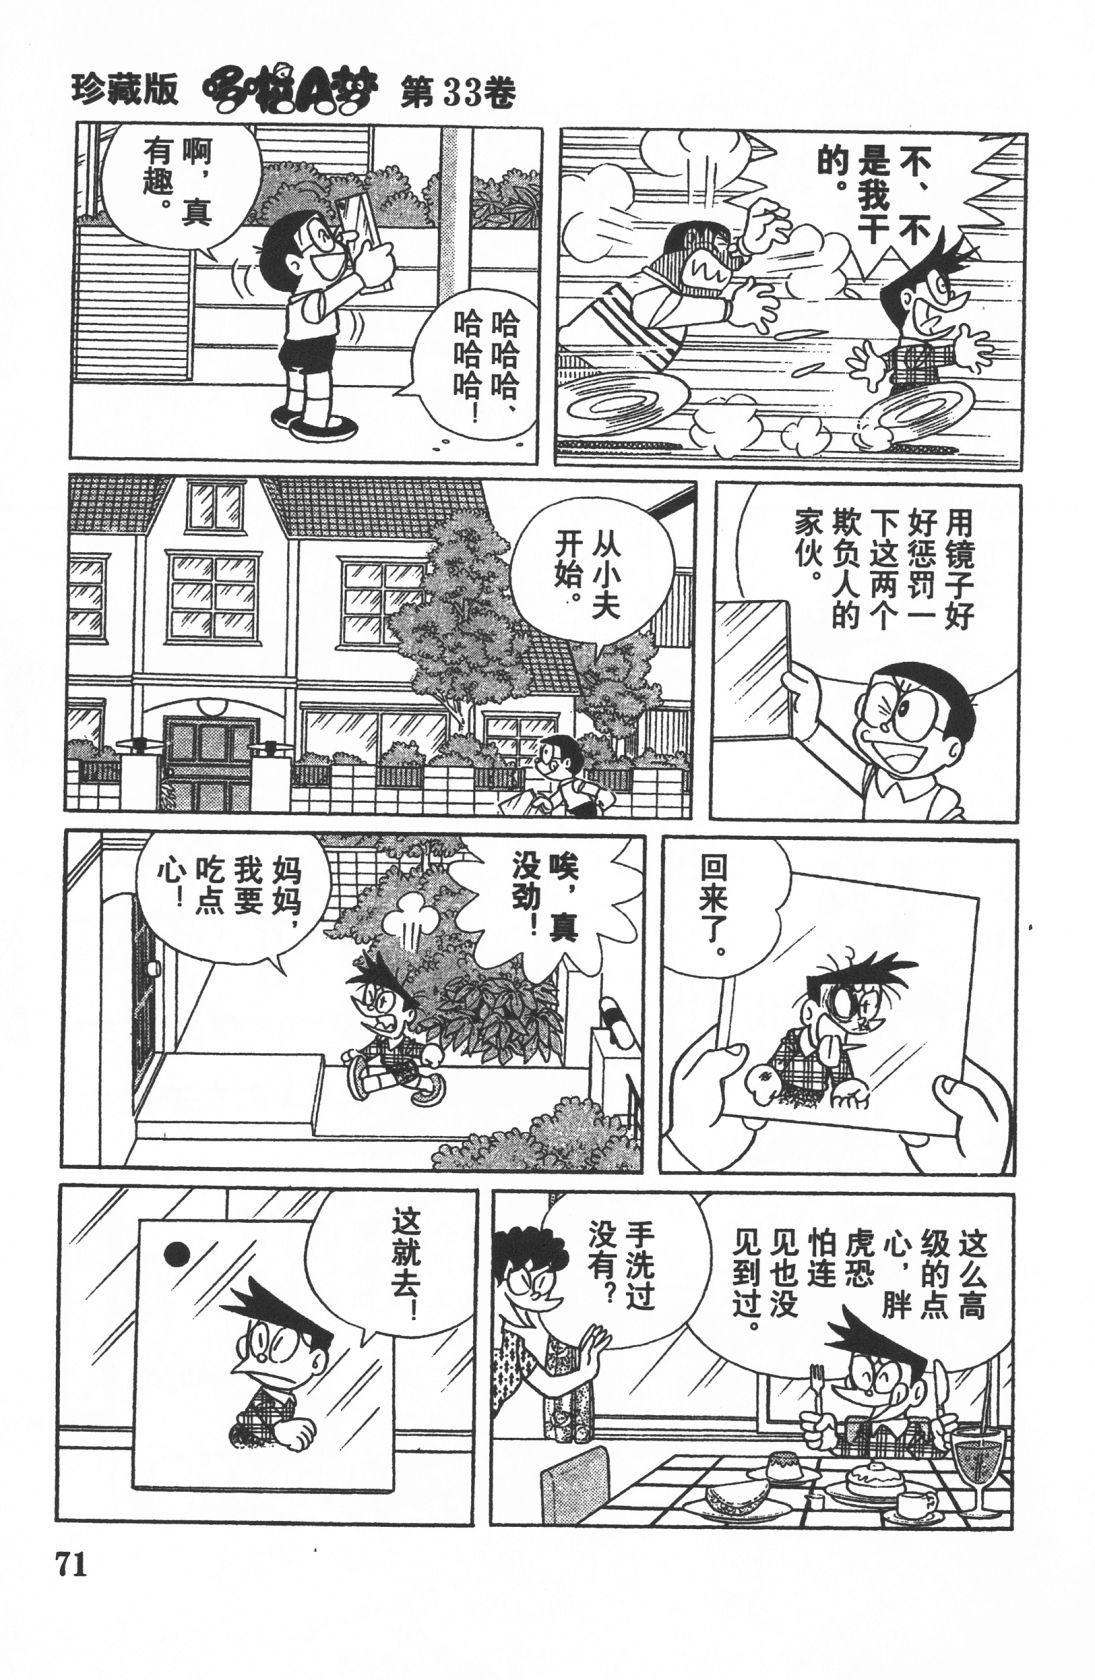 珍藏版 哆啦A梦 第33卷
不、不
是我干
的。
啊，真
有趣。
哈哈哈、
哈哈哈！
用镜子好
好惩罚一
下这两个
欺负人的
家伙。
从小夫
开始。
回来了。
唉，真
没劲！
妈妈，
我要
吃点
心！
这么高
级的点
心，胖
虎恐
怕连
见也没
见到过。
手洗过
没有？
这就去！
71